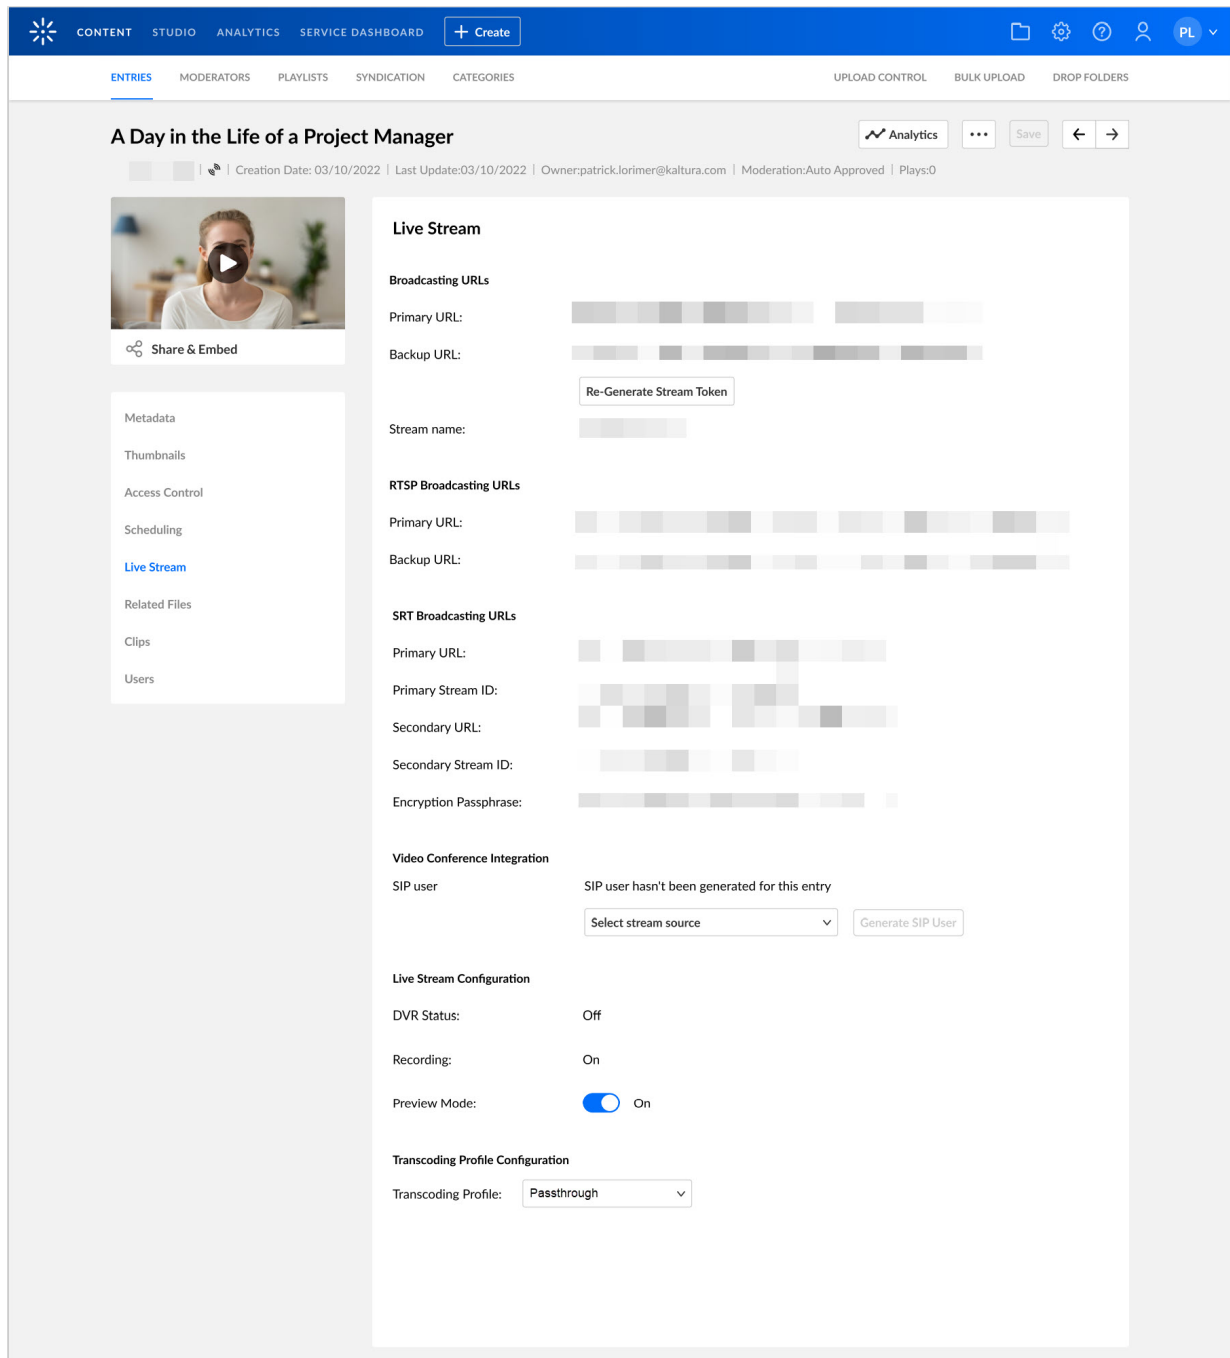 CONTENT STUDIO ANALYTICS SERVICE DASHBOARD + Create PL
ENTRIES MODERATORS PLAYLISTS SYNDICATION CATEGORIES UPLOAD CONTROL BULK UPLOAD DROP FOLDERS
A Day in the Life of a Project Manager Analytics ••• Save
| | Creation Date: 03/10/2022 | Last Update:03/10/2022 | Owner:patrick.lorimer@kaltura.com | Moderation:Auto Approved | Plays:0
Share & Embed
Metadata
Thumbnails
Access Control
Scheduling
Live Stream
Related Files
Clips
Users
Live Stream
Broadcasting URLs
Primary URL:
Backup URL:
Re-Generate Stream Token
Stream name:
RTSP Broadcasting URLs
Primary URL:
Backup URL:
SRT Broadcasting URLs
Primary URL:
Primary Stream ID:
Secondary URL:
Secondary Stream ID:
Encryption Passphrase:
Video Conference Integration
SIP user SIP user hasn't been generated for this entry
Select stream source Generate SIP User
Live Stream Configuration
DVR Status: Off
Recording: On
Preview Mode: On
Transcoding Profile Configuration
Transcoding Profile: Passthrough